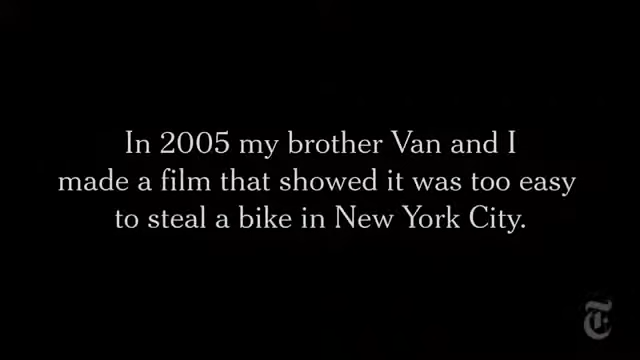 In 2005 my brother Van and I
made a film that showed it was too easy
to steal a bike in New York City.
T